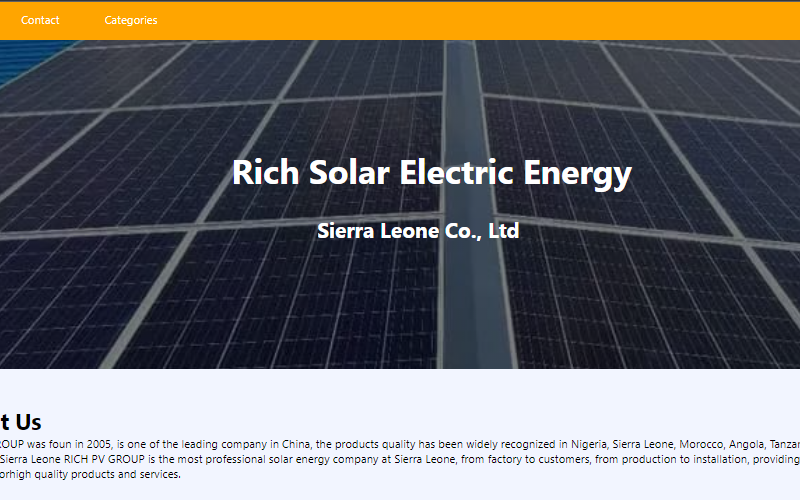 Contact Categories
Rich Solar Electric Energy
Sierra Leone Co., Ltd
t Us
ROUP was foun in 2005, is one of the leading company in China, the products quality has been widely recognized in Nigeria, Sierra Leone, Morocco, Angola, Tanzan
Sierra Leone RICH PV GROUP is the most professional solar energy company at Sierra Leone, from factory to customers, from production to installation, providing
orhigh quality products and services.